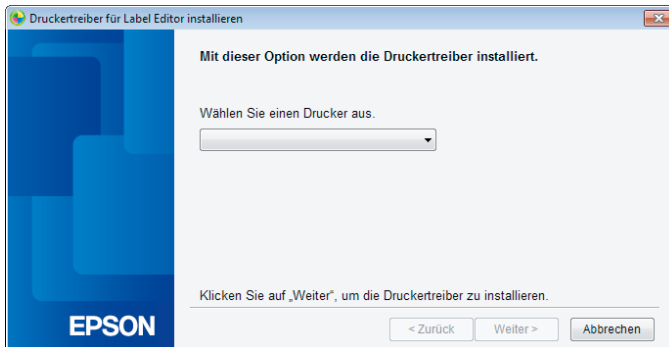 Druckertreiber für Label Editor installieren
Mit dieser Option werden die Druckertreiber installiert.
Wählen Sie einen Drucker aus.
Klicken Sie auf „Weiter“, um die Druckertreiber zu installieren.
EPSON
< Zurück Weiter > Abbrechen